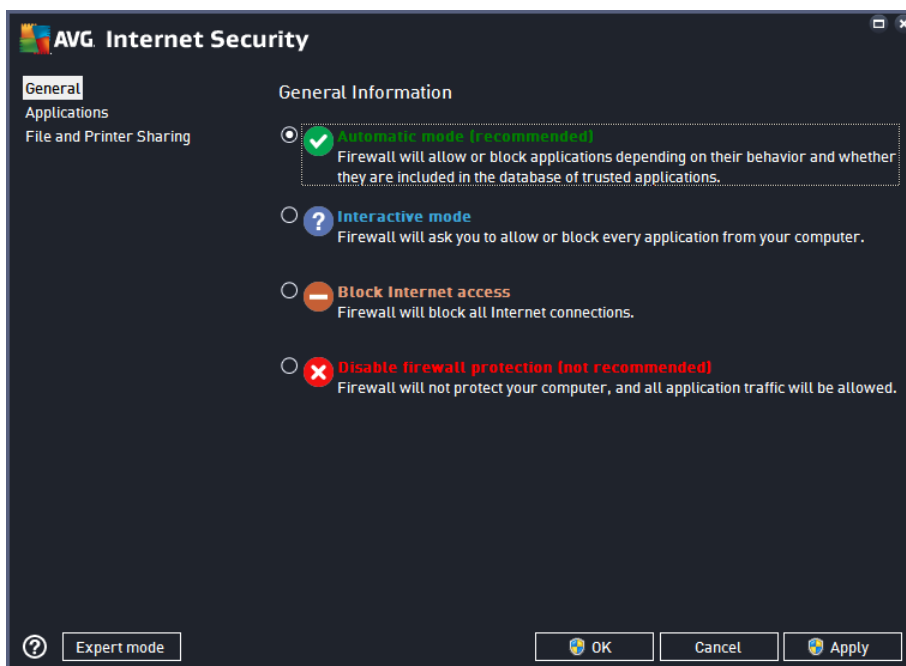 AVG Internet Security
General
Applications
File and Printer Sharing
General Information
Automatic mode (recommended)
Firewall will allow or block applications depending on their behavior and whether
they are included in the database of trusted applications.
Interactive mode
Firewall will ask you to allow or block every application from your computer.
Block Internet access
Firewall will block all Internet connections.
Disable firewall protection (not recommended)
Firewall will not protect your computer, and all application traffic will be allowed.
Expert mode
OK
Cancel
Apply